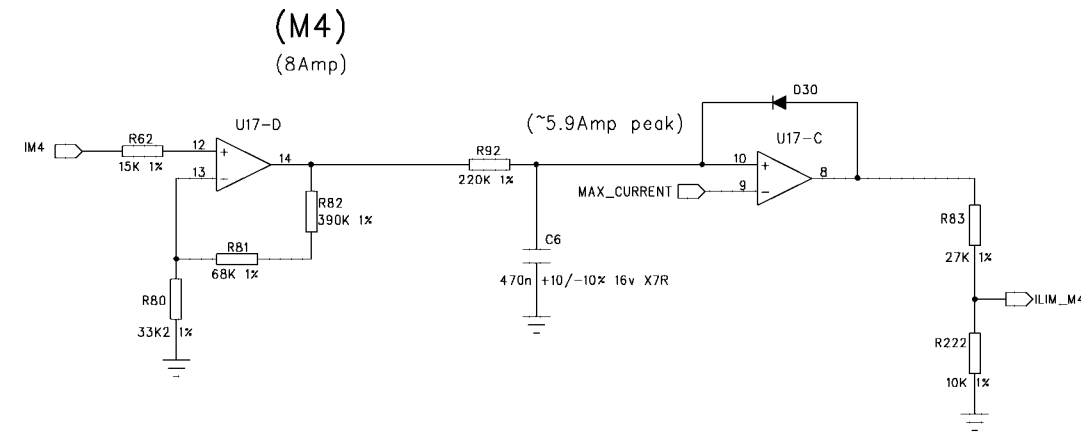 (M4)
(8Amp)
D30
U17-D
(~5.9Amp peak)
U17-C
IM4
R62
15K 1%
12
+
13
-
14
R92
220K 1%
10
+
9
-
8
MAX_CURRENT
R82
390K 1%
R83
27K 1%
R81
68K 1%
C6
470n +10/-10% 16v X7R
R80
33K2 1%
ILIM_M4
R222
10K 1%